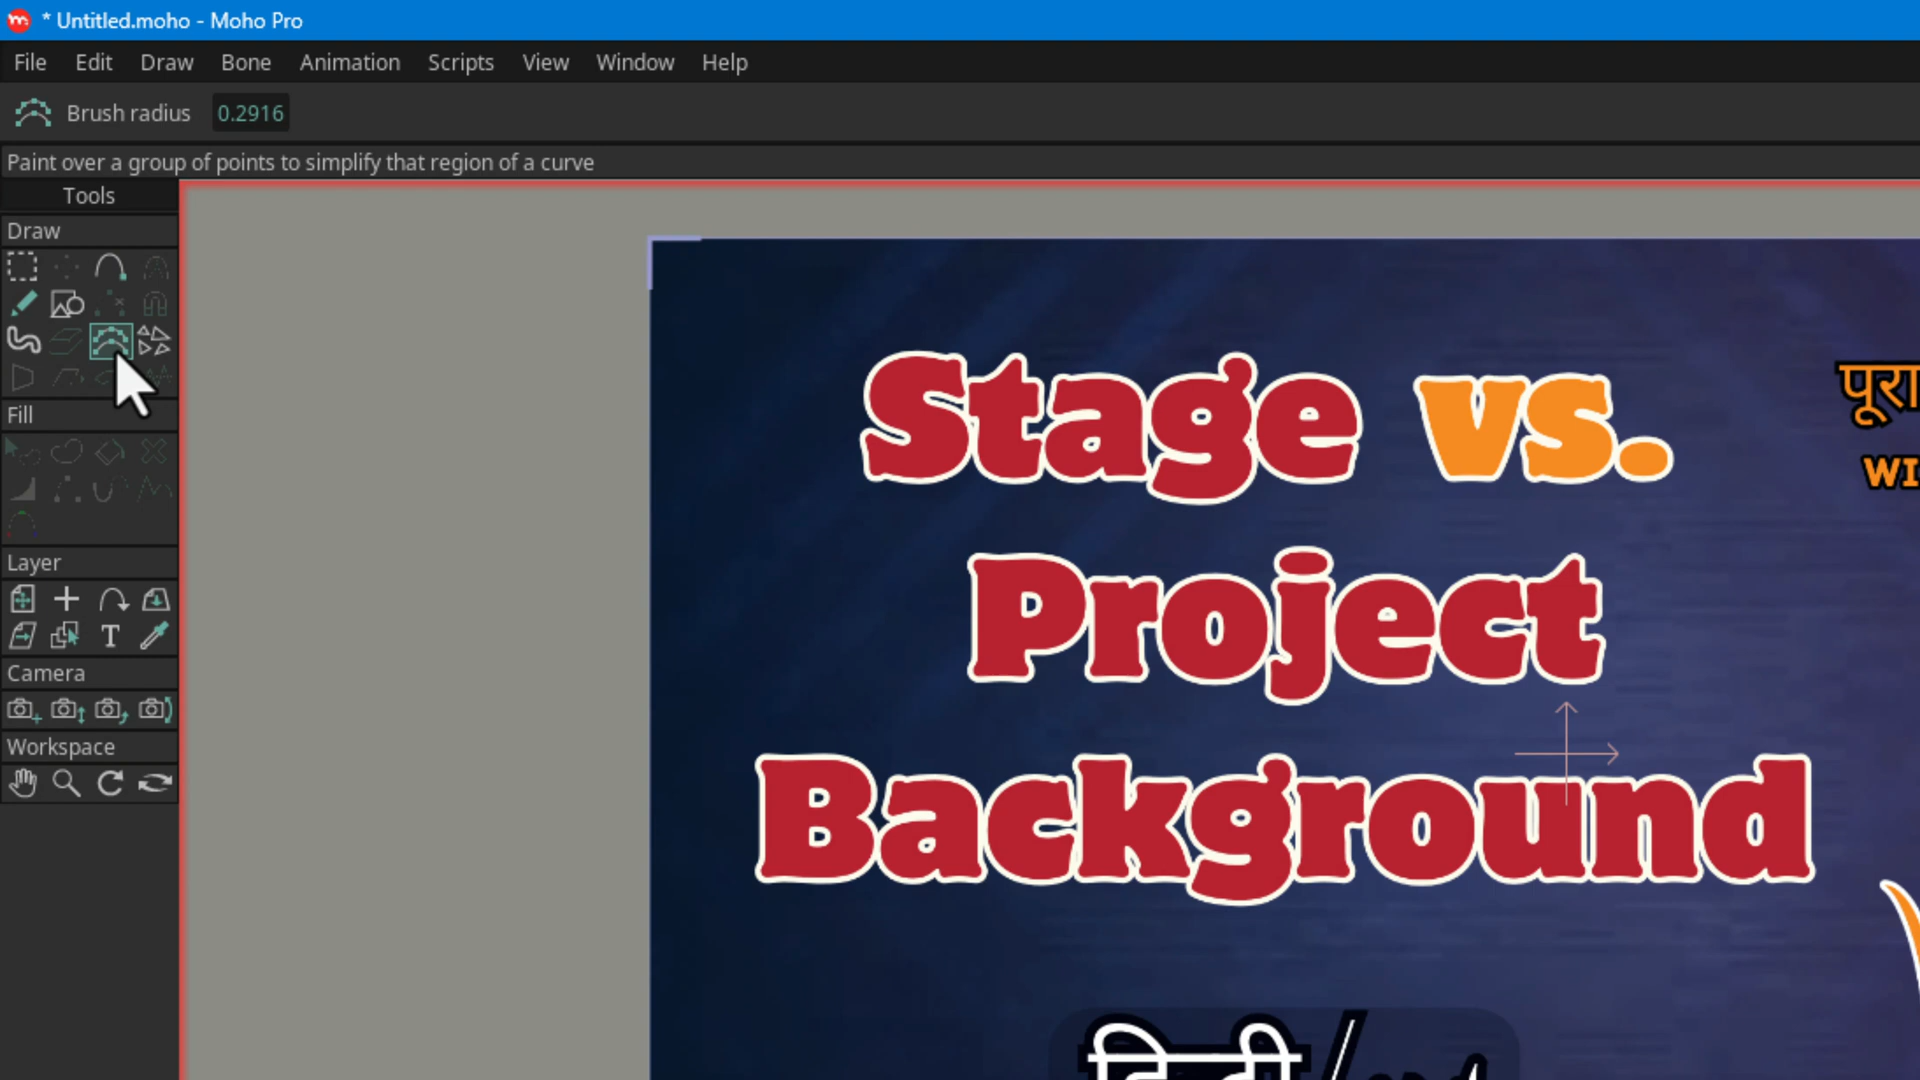 * Untitled.moho - Moho Pro
File Edit Draw Bone Animation Scripts View Window Help
Brush radius 0.2916
Paint over a group of points to simplify that region of a curve
Tools
Draw
Fill
Layer
Camera
Workspace
Stage vs.
Project
Background
पूरा
WI
हिन्दी/